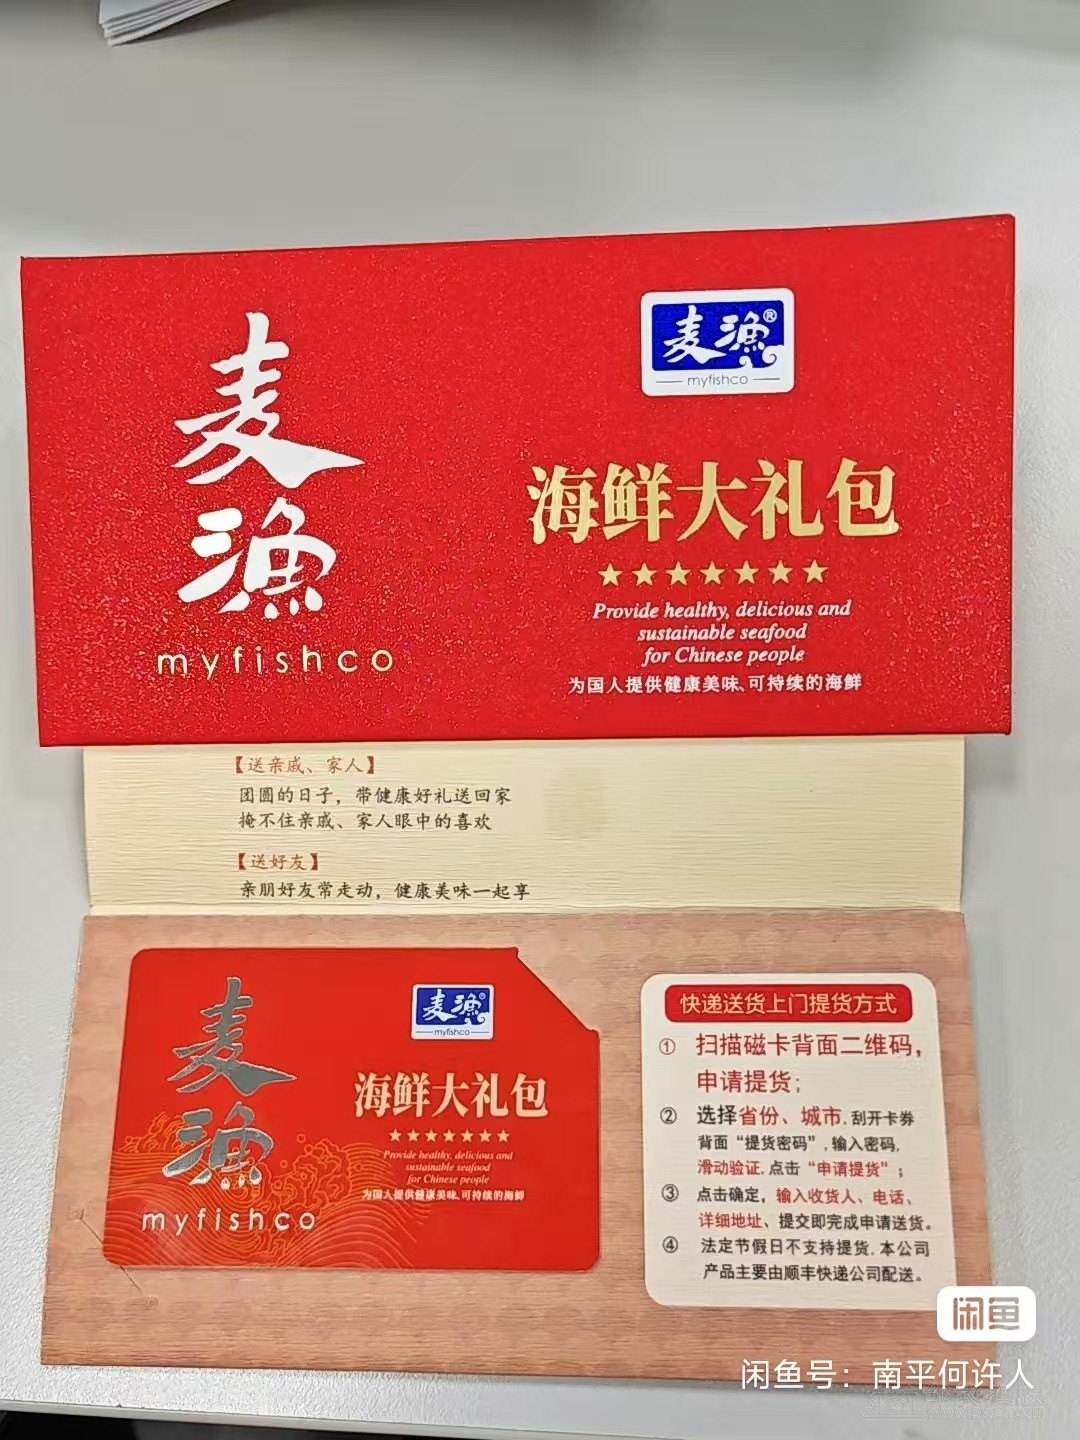 麦
渔
myfishco
麦渔®
myfishco
海鲜大礼包
★★★★★★★
Provide healthy, delicious and
sustainable seafood
for Chinese people
为国人提供健康美味、可持续的海鲜
【送亲戚、家人】
团圆的日子，带健康好礼送回家
掩不住亲戚、家人眼中的喜欢
【送好友】
亲朋好友常走动，健康美味一起享
麦
渔
myfishco
麦渔®
myfishco
海鲜大礼包
★★★★★★★
Provide healthy, delicious and
sustainable seafood
for Chinese people
为国人提供健康美味、可持续的海鲜
快递送货上门提货方式
① 扫描磁卡背面二维码，
申请提货；
② 选择省份、城市，刮开卡券
背面“提货密码”，输入密码，
滑动验证，点击“申请提货”；
③ 点击确定，输入收货人、电话、
详细地址、提交即完成申请送货。
④ 法定节假日不支持提货，本公司
产品主要由顺丰快递公司配送。
闲鱼
闲鱼号：南平何许人